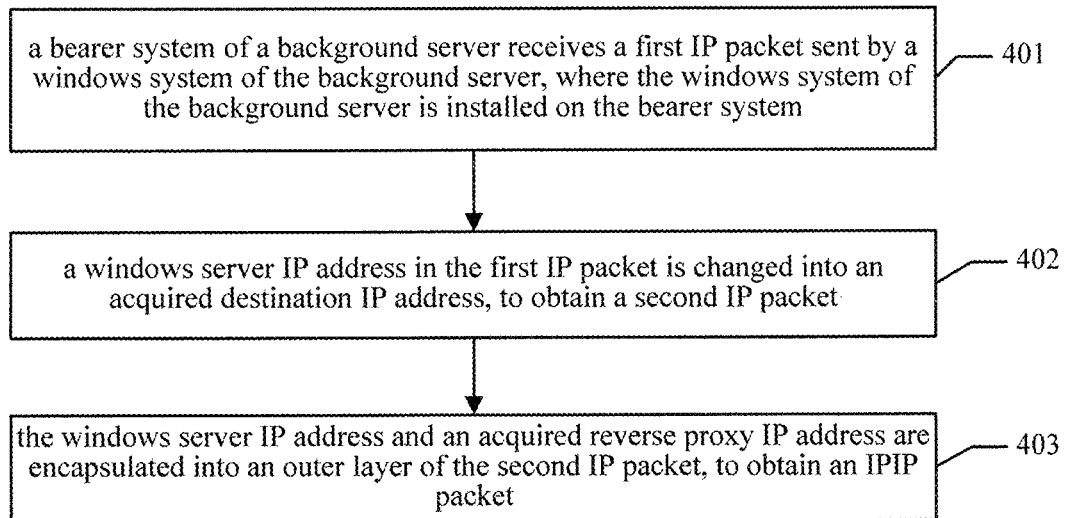 a bearer system of a background server receives a first IP packet sent by a
windows system of the background server, where the windows system of
the background server is installed on the bearer system
401
a windows server IP address in the first IP packet is changed into an
acquired destination IP address, to obtain a second IP packet
402
the windows server IP address and an acquired reverse proxy IP address are
encapsulated into an outer layer of the second IP packet, to obtain an IPIP
packet
403